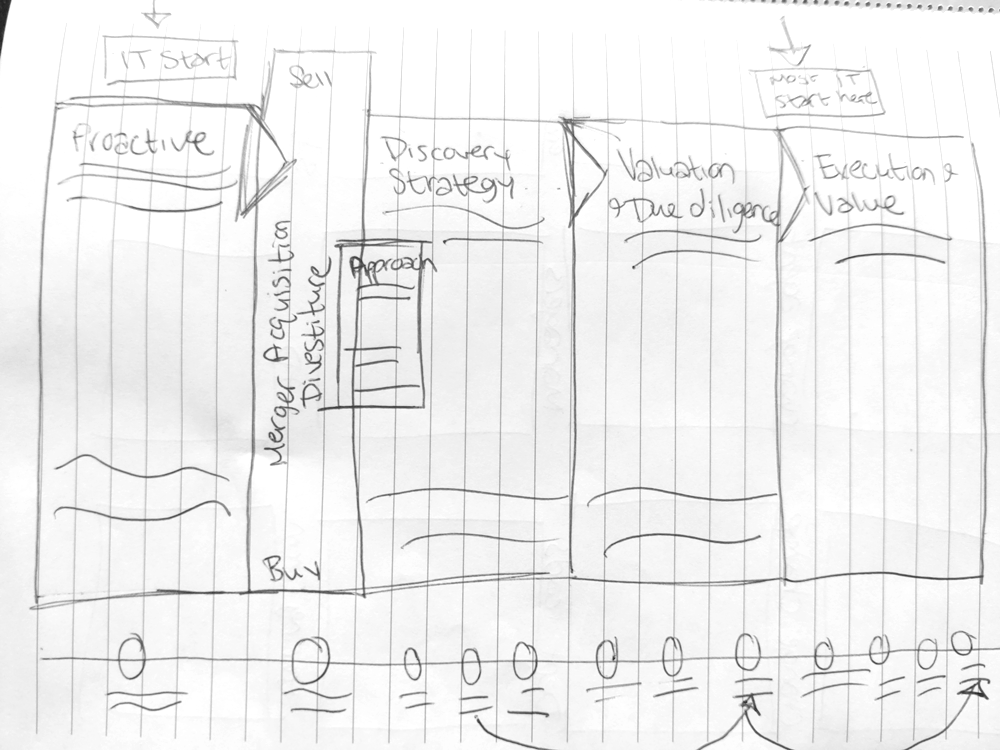 IT Start
Sell
Most IT
start here
Proactive
Discovery
Strategy
Valuation
& Due diligence
Execution &
Value
Merger Acquisition
Divestiture
Approach
Buy